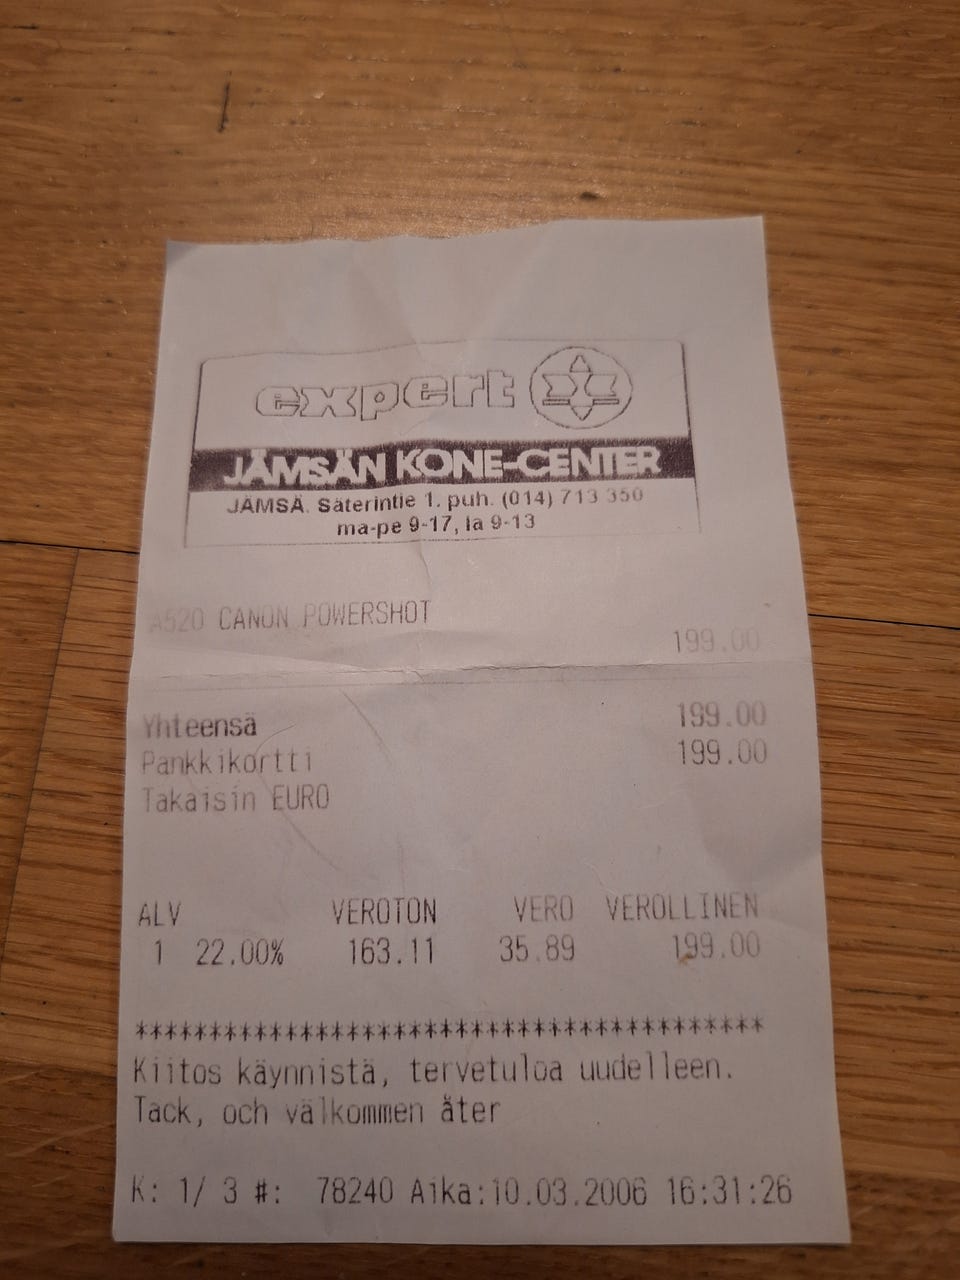 expert
JÄMSÄN KONE-CENTER
JÄMSÄ. Säterintie 1. puh. (014) 713 350
ma-pe 9-17, la 9-13
A520 CANON POWERSHOT
199.00
Yhteensä 199.00
Pankkikortti 199.00
Takaisin EURO
ALV VEROTON VERO VEROLLINEN
1 22.00% 163.11 35.89 199.00
*******************************************
Kiitos käynnistä, tervetuloa uudelleen.
Tack, och välkommen åter
K: 1/ 3 #: 78240 Aika:10.03.2006 16:31:26